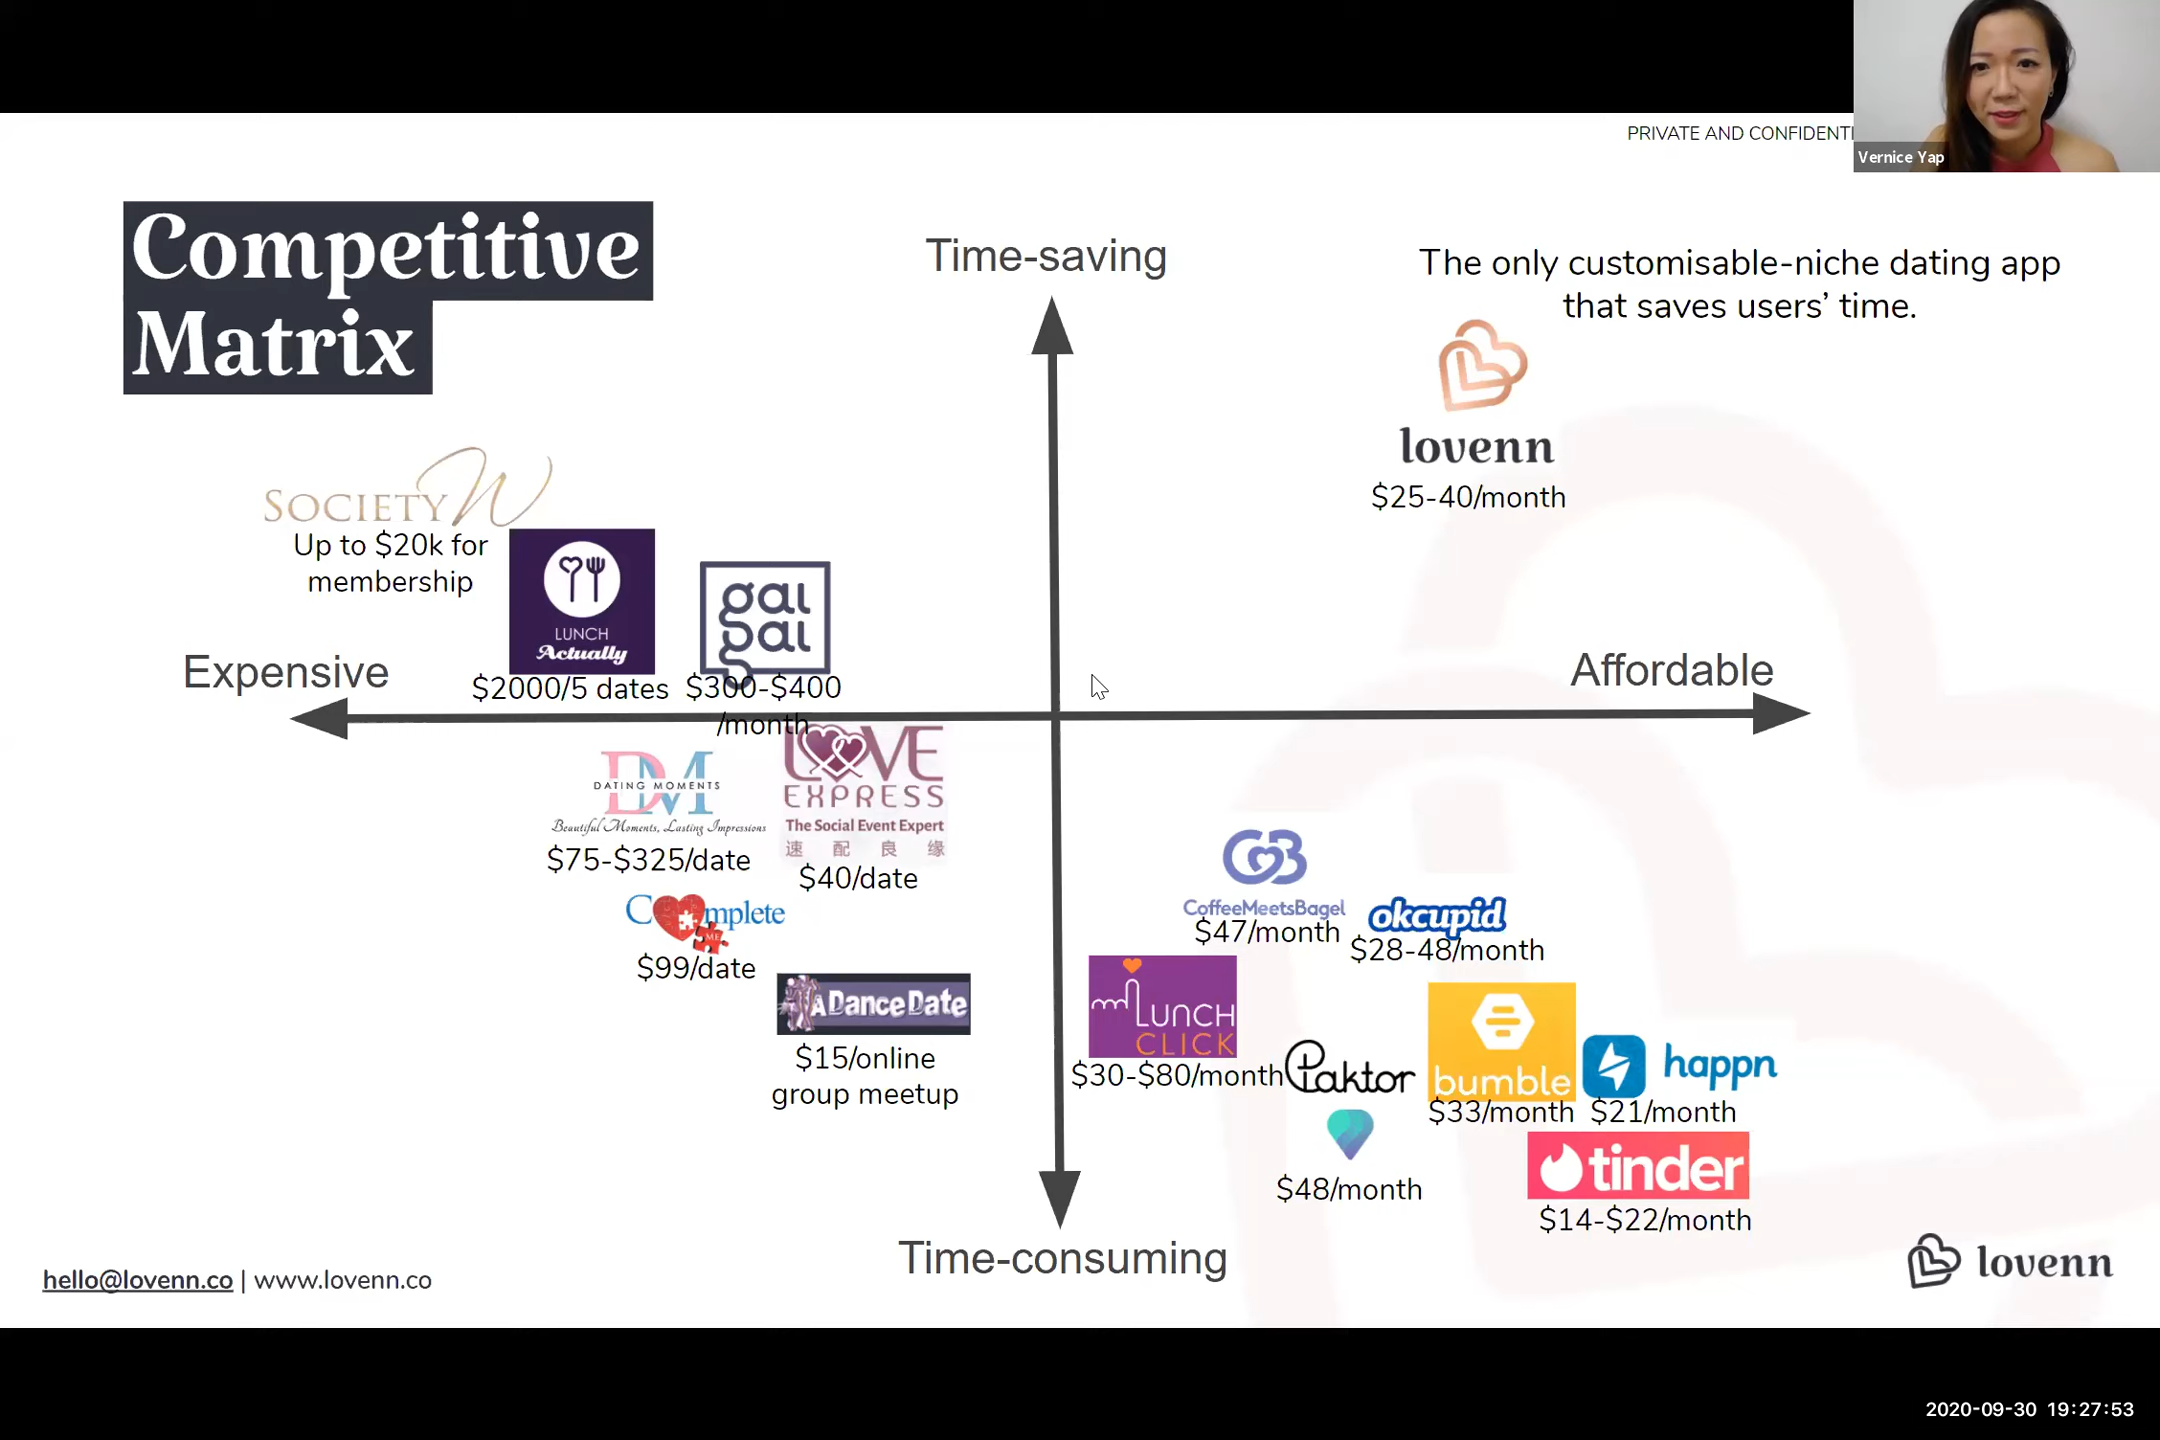 PRIVATE AND CONFIDENTI
Vernice Yap
Competitive
Matrix
Time-saving
The only customisable-niche dating app
that saves users’ time.
lovenn
$25-40/month
SOCIETY W
Up to $20k for
membership
LUNCH
Actually
$2000/5 dates
gai
gai
$300-$400
/month
Expensive
Affordable
DM
DATING MOMENTS
Beautiful Moments, Lasting Impressions
$75-$325/date
LOVE
EXPRESS
The Social Event Expert
速 配 良 缘
$40/date
Complete
ME
$99/date
A Dance Date
$15/online
group meetup
CoffeeMeetsBagel
$47/month
okcupid
$28-48/month
LUNCH
CLICK
$30-$80/month
Paktor
$48/month
bumble
$33/month
happn
$21/month
tinder
$14-$22/month
Time-consuming
hello@lovenn.co | www.lovenn.co
lovenn
2020-09-30 19:27:53